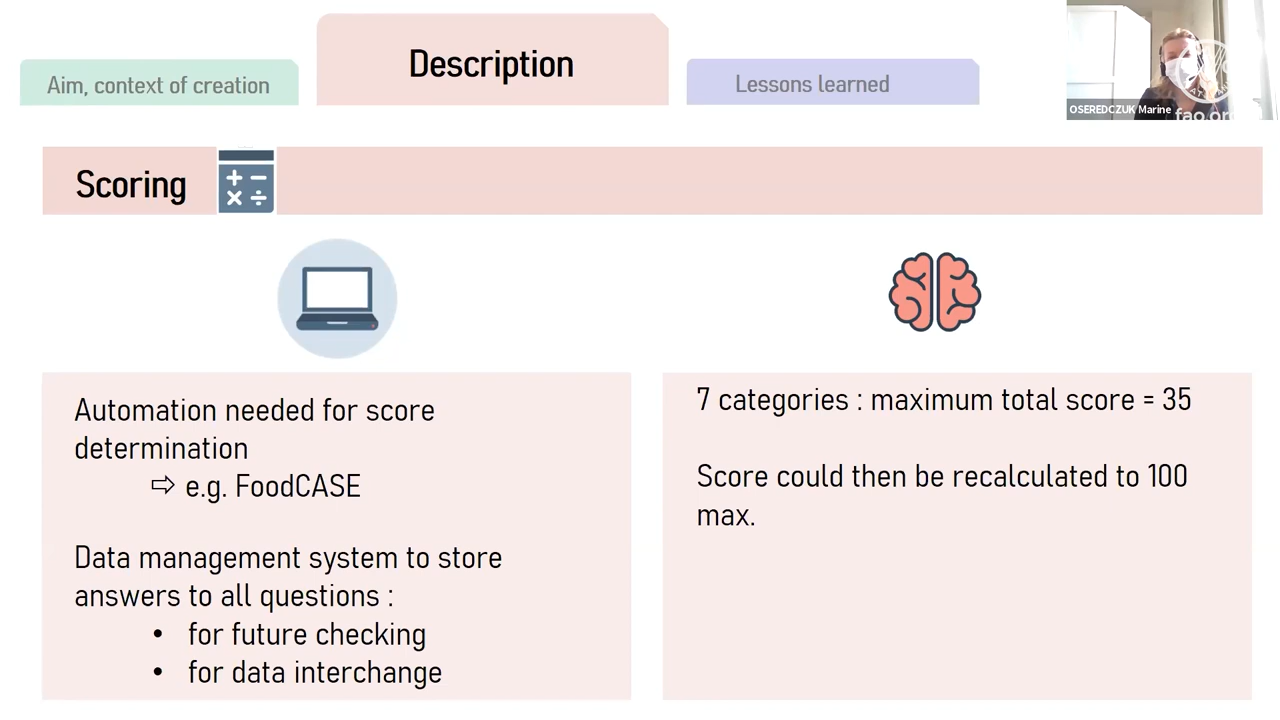 Aim, context of creation
Description
Lessons learned
OSEREDCZUK Marine
fao.org
Scoring
Automation needed for score
determination
⇨ e.g. FoodCASE
Data management system to store
answers to all questions :
• for future checking
• for data interchange
7 categories : maximum total score = 35
Score could then be recalculated to 100
max.